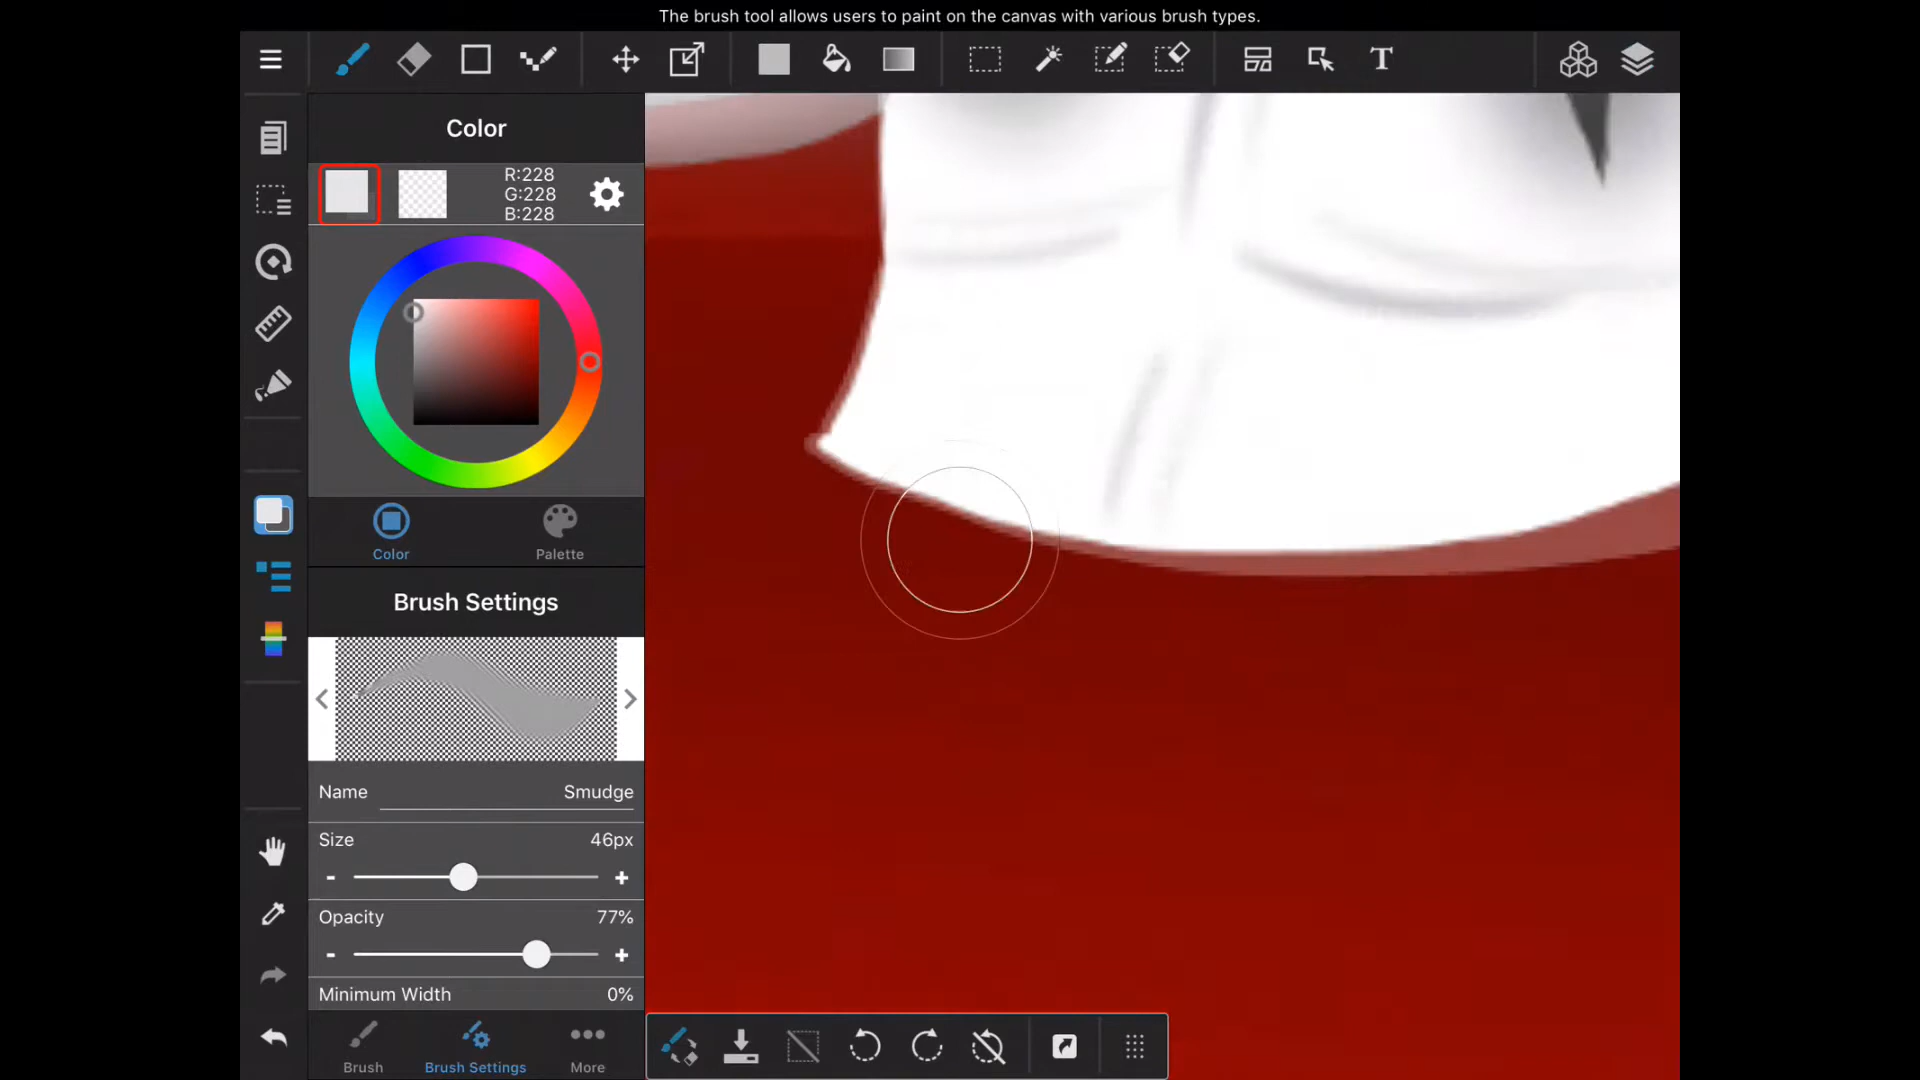 The brush tool allows users to paint on the canvas with various brush types.
T
Color
R:228
G:228
B:228
Color
Palette
Brush Settings
Name
Smudge
Size
46px
-
+
Opacity
77%
-
+
Minimum Width
0%
Brush
Brush Settings
More